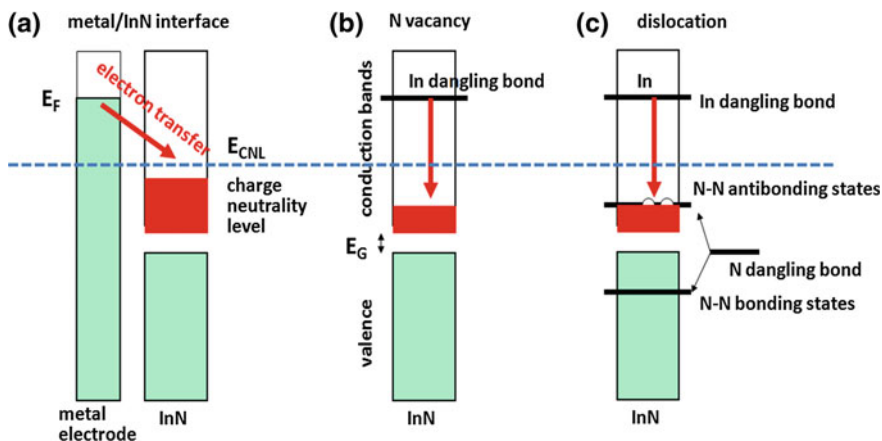 (a) metal/InN interface
E_F
electron transfer
E_CNL
charge
neutrality
level
metal
electrode
InN
(b) N vacancy
conduction bands
In dangling bond
E_G
valence
InN
(c) dislocation
In
In dangling bond
N-N antibonding states
N dangling bond
N-N bonding states
InN